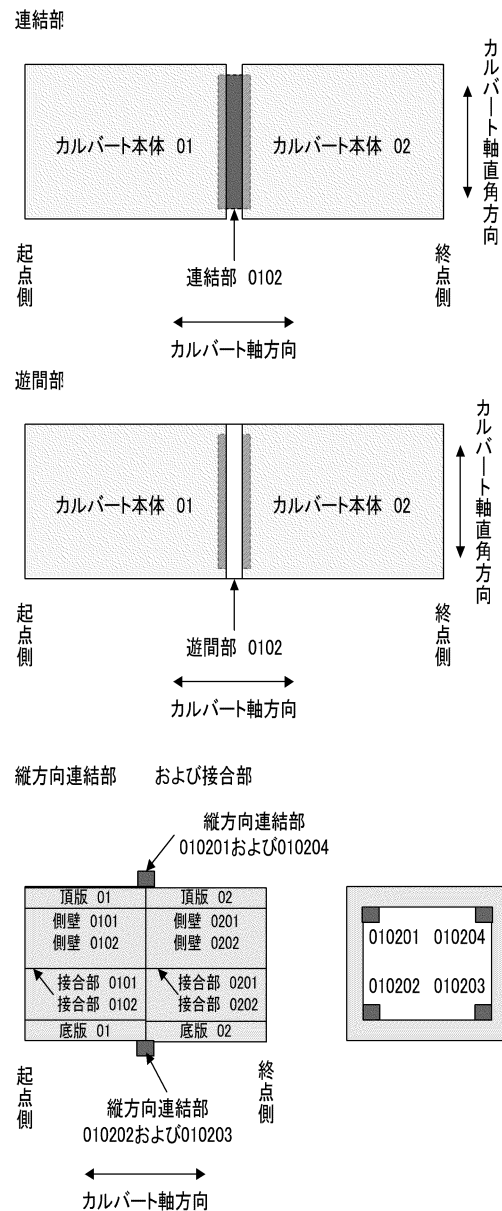 連結部
カルバート本体 01
カルバート本体 02
カルバート軸直角方向
起点側
終点側
連結部 0102
カルバート軸方向
遊間部
カルバート本体 01
カルバート本体 02
カルバート軸直角方向
起点側
終点側
遊間部 0102
カルバート軸方向
縦方向連結部 および接合部
縦方向連結部
010201および010204
頂版 01
頂版 02
側壁 0101
側壁 0201
側壁 0102
側壁 0202
接合部 0101
接合部 0201
接合部 0102
接合部 0202
底版 01
底版 02
010201 010204
010202 010203
起点側
終点側
縦方向連結部
010202および010203
カルバート軸方向